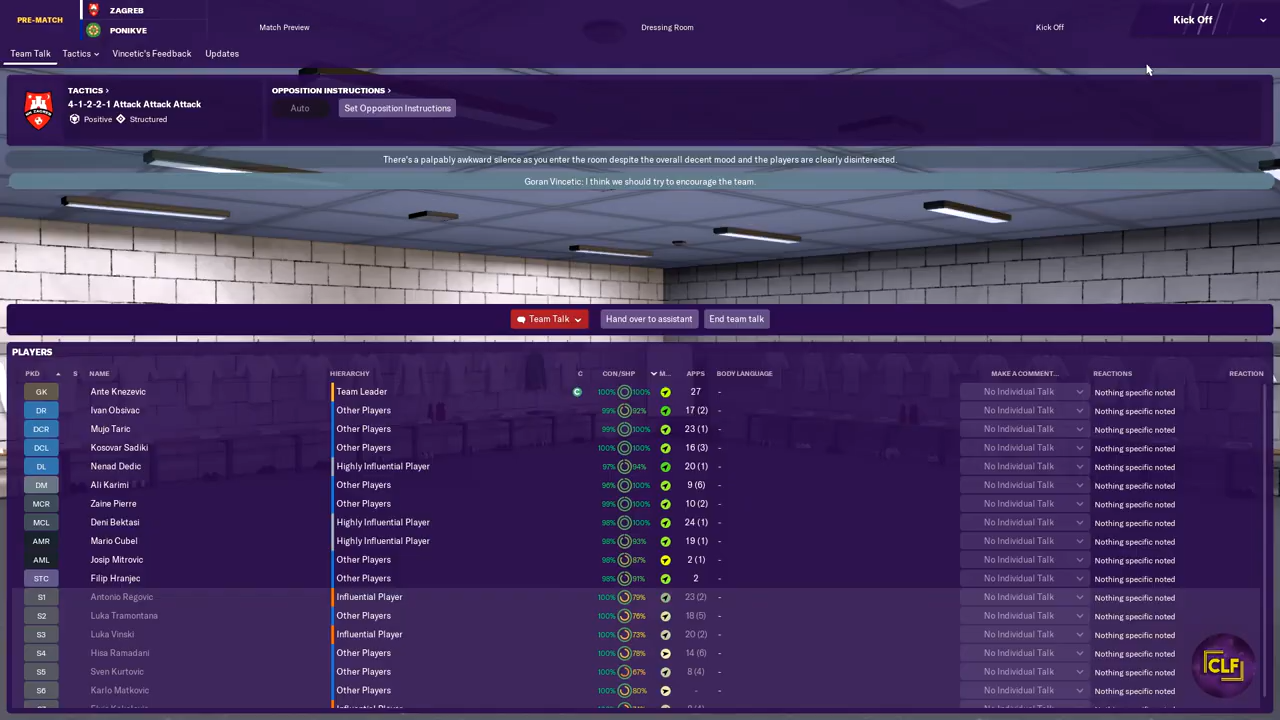 PRE-MATCH
ZAGREB
PONIKVE
Match Preview
Dressing Room
Kick Off
Kick Off
Team Talk Tactics Vincetic's Feedback Updates
TACTICS
4-1-2-2-1 Attack Attack Attack
Positive Structured
OPPOSITION INSTRUCTIONS
Auto Set Opposition Instructions
There's a palpably awkward silence as you enter the room despite the overall decent mood and the players are clearly disinterested.
Goran Vincetic: I think we should try to encourage the team.
Team Talk Hand over to assistant End team talk
PLAYERS
PKD S NAME HIERARCHY C CON/SHP M... APPS BODY LANGUAGE MAKE A COMMENT... REACTIONS REACTION
GK Ante Knezevic Team Leader C 100% 100% 27 - No Individual Talk Nothing specific noted
DR Ivan Obsivac Other Players 99% 92% 17 (2) - No Individual Talk Nothing specific noted
DCR Mujo Taric Other Players 99% 100% 23 (1) - No Individual Talk Nothing specific noted
DCL Kosovar Sadiki Other Players 100% 100% 16 (3) - No Individual Talk Nothing specific noted
DL Nenad Dedic Highly Influential Player 97% 94% 20 (1) - No Individual Talk Nothing specific noted
DM Ali Karimi Other Players 96% 100% 9 (6) - No Individual Talk Nothing specific noted
MCR Zaine Pierre Other Players 99% 100% 10 (2) - No Individual Talk Nothing specific noted
MCL Deni Bektasi Highly Influential Player 98% 100% 24 (1) - No Individual Talk Nothing specific noted
AMR Mario Cubel Highly Influential Player 98% 93% 19 (1) - No Individual Talk Nothing specific noted
AML Josip Mitrovic Other Players 98% 87% 2 (1) - No Individual Talk Nothing specific noted
STC Filip Hranjec Other Players 98% 91% 2 - No Individual Talk Nothing specific noted
S1 Antonio Regovic Influential Player 100% 79% 23 (2) - No Individual Talk Nothing specific noted
S2 Luka Tramontana Other Players 100% 76% 18 (5) - No Individual Talk Nothing specific noted
S3 Luka Vinski Influential Player 100% 73% 20 (2) - No Individual Talk Nothing specific noted
S4 Hisa Ramadani Other Players 100% 78% 14 (6) - No Individual Talk Nothing specific noted
S5 Sven Kurtovic Other Players 100% 67% 8 (4) - No Individual Talk Nothing specific noted
S6 Karlo Matkovic Other Players 100% 80% - - No Individual Talk Nothing specific noted
CLF